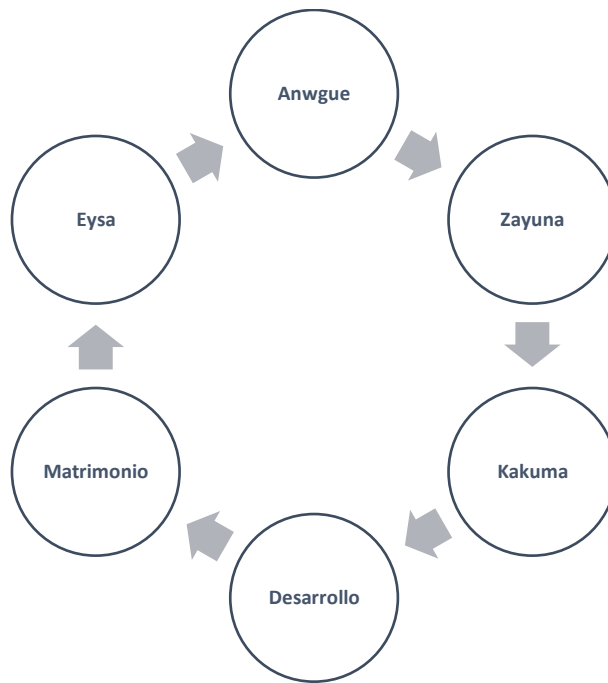 Anwgue
Zayuna
Kakuma
Desarrollo
Matrimonio
Eysa